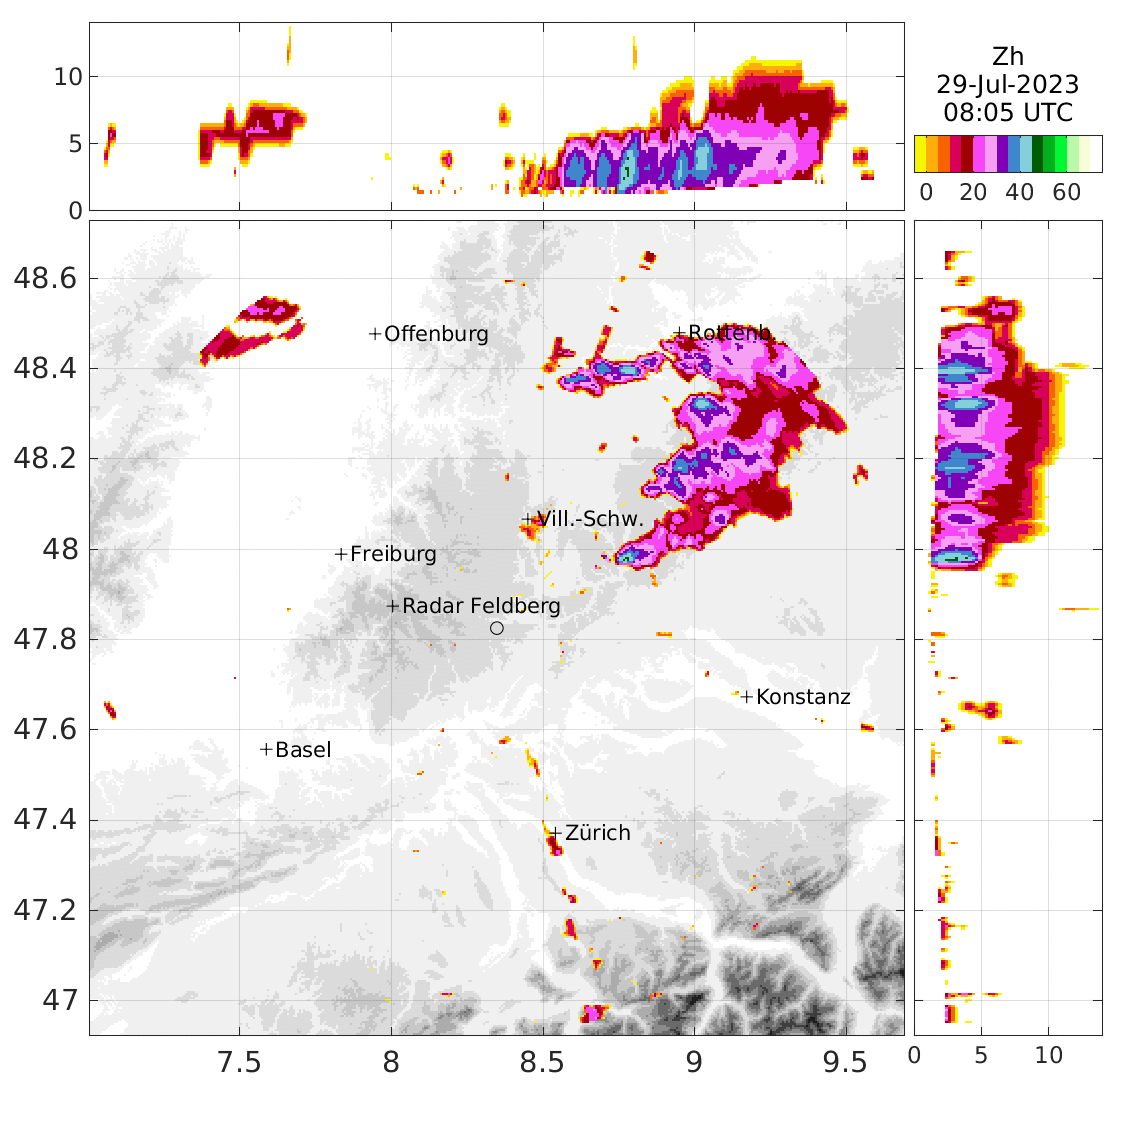 10
5
0
Zh
29-Jul-2023
08:05 UTC
0 20 40 60
48.6
48.4
48.2
48
47.8
47.6
47.4
47.2
47
+Offenburg
+Rottenb.
+Vill.-Schw.
+Freiburg
+Radar Feldberg
+Konstanz
+Basel
+Zürich
7.5 8 8.5 9 9.5
0 5 10